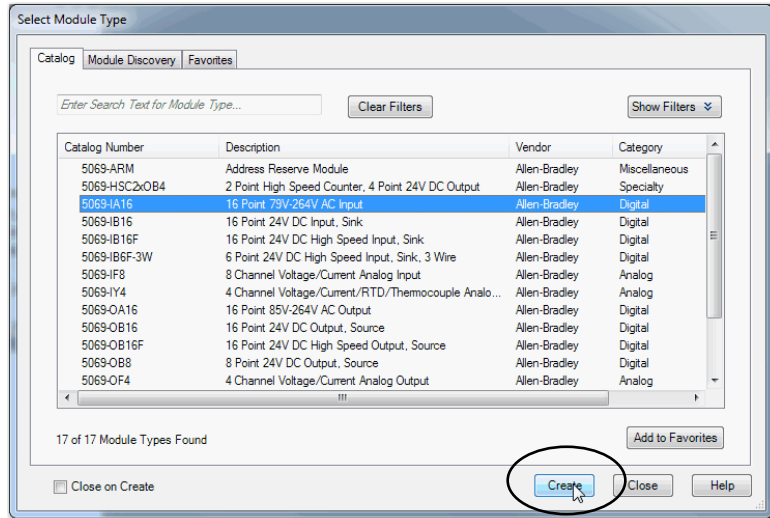 Select Module Type
Catalog Module Discovery Favorites
Enter Search Text for Module Type... Clear Filters Show Filters
Catalog Number Description Vendor Category
5069-ARM Address Reserve Module Allen-Bradley Miscellaneous
5069-HSC2xOB4 2 Point High Speed Counter, 4 Point 24V DC Output Allen-Bradley Specialty
5069-IA16 16 Point 79V-264V AC Input Allen-Bradley Digital
5069-IB16 16 Point 24V DC Input, Sink Allen-Bradley Digital
5069-IB16F 16 Point 24V DC High Speed Input, Sink Allen-Bradley Digital
5069-IB6F-3W 6 Point 24V DC High Speed Input, Sink, 3 Wire Allen-Bradley Digital
5069-IF8 8 Channel Voltage/Current Analog Input Allen-Bradley Analog
5069-IY4 4 Channel Voltage/Current/RTD/Thermocouple Analo... Allen-Bradley Analog
5069-OA16 16 Point 85V-264V AC Output Allen-Bradley Digital
5069-OB16 16 Point 24V DC Output, Source Allen-Bradley Digital
5069-OB16F 16 Point 24V DC High Speed Output, Source Allen-Bradley Digital
5069-OB8 8 Point 24V DC Output, Source Allen-Bradley Digital
5069-OF4 4 Channel Voltage/Current Analog Output Allen-Bradley Analog
17 of 17 Module Types Found Add to Favorites
Close on Create Create Close Help